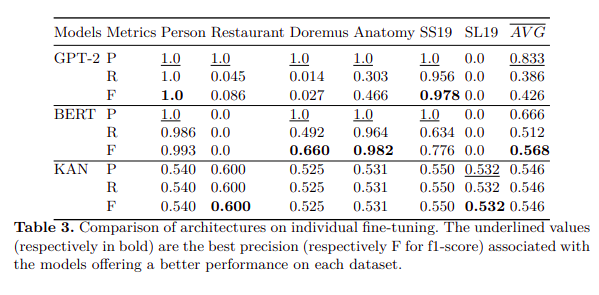 Models Metrics Person Restaurant Doremus Anatomy SS19 SL19 AVG
GPT-2 P 1.0 1.0 1.0 1.0 1.0 0.0 0.833
R 1.0 0.045 0.014 0.303 0.956 0.0 0.386
F 1.0 0.086 0.027 0.466 0.978 0.0 0.426
BERT P 1.0 0.0 1.0 1.0 1.0 0.0 0.666
R 0.986 0.0 0.492 0.964 0.634 0.0 0.512
F 0.993 0.0 0.660 0.982 0.776 0.0 0.568
KAN P 0.540 0.600 0.525 0.531 0.550 0.532 0.546
R 0.540 0.600 0.525 0.531 0.550 0.532 0.546
F 0.540 0.600 0.525 0.531 0.550 0.532 0.546
Table 3. Comparison of architectures on individual fine-tuning. The underlined values
(respectively in bold) are the best precision (respectively F for f1-score) associated with
the models offering a better performance on each dataset.